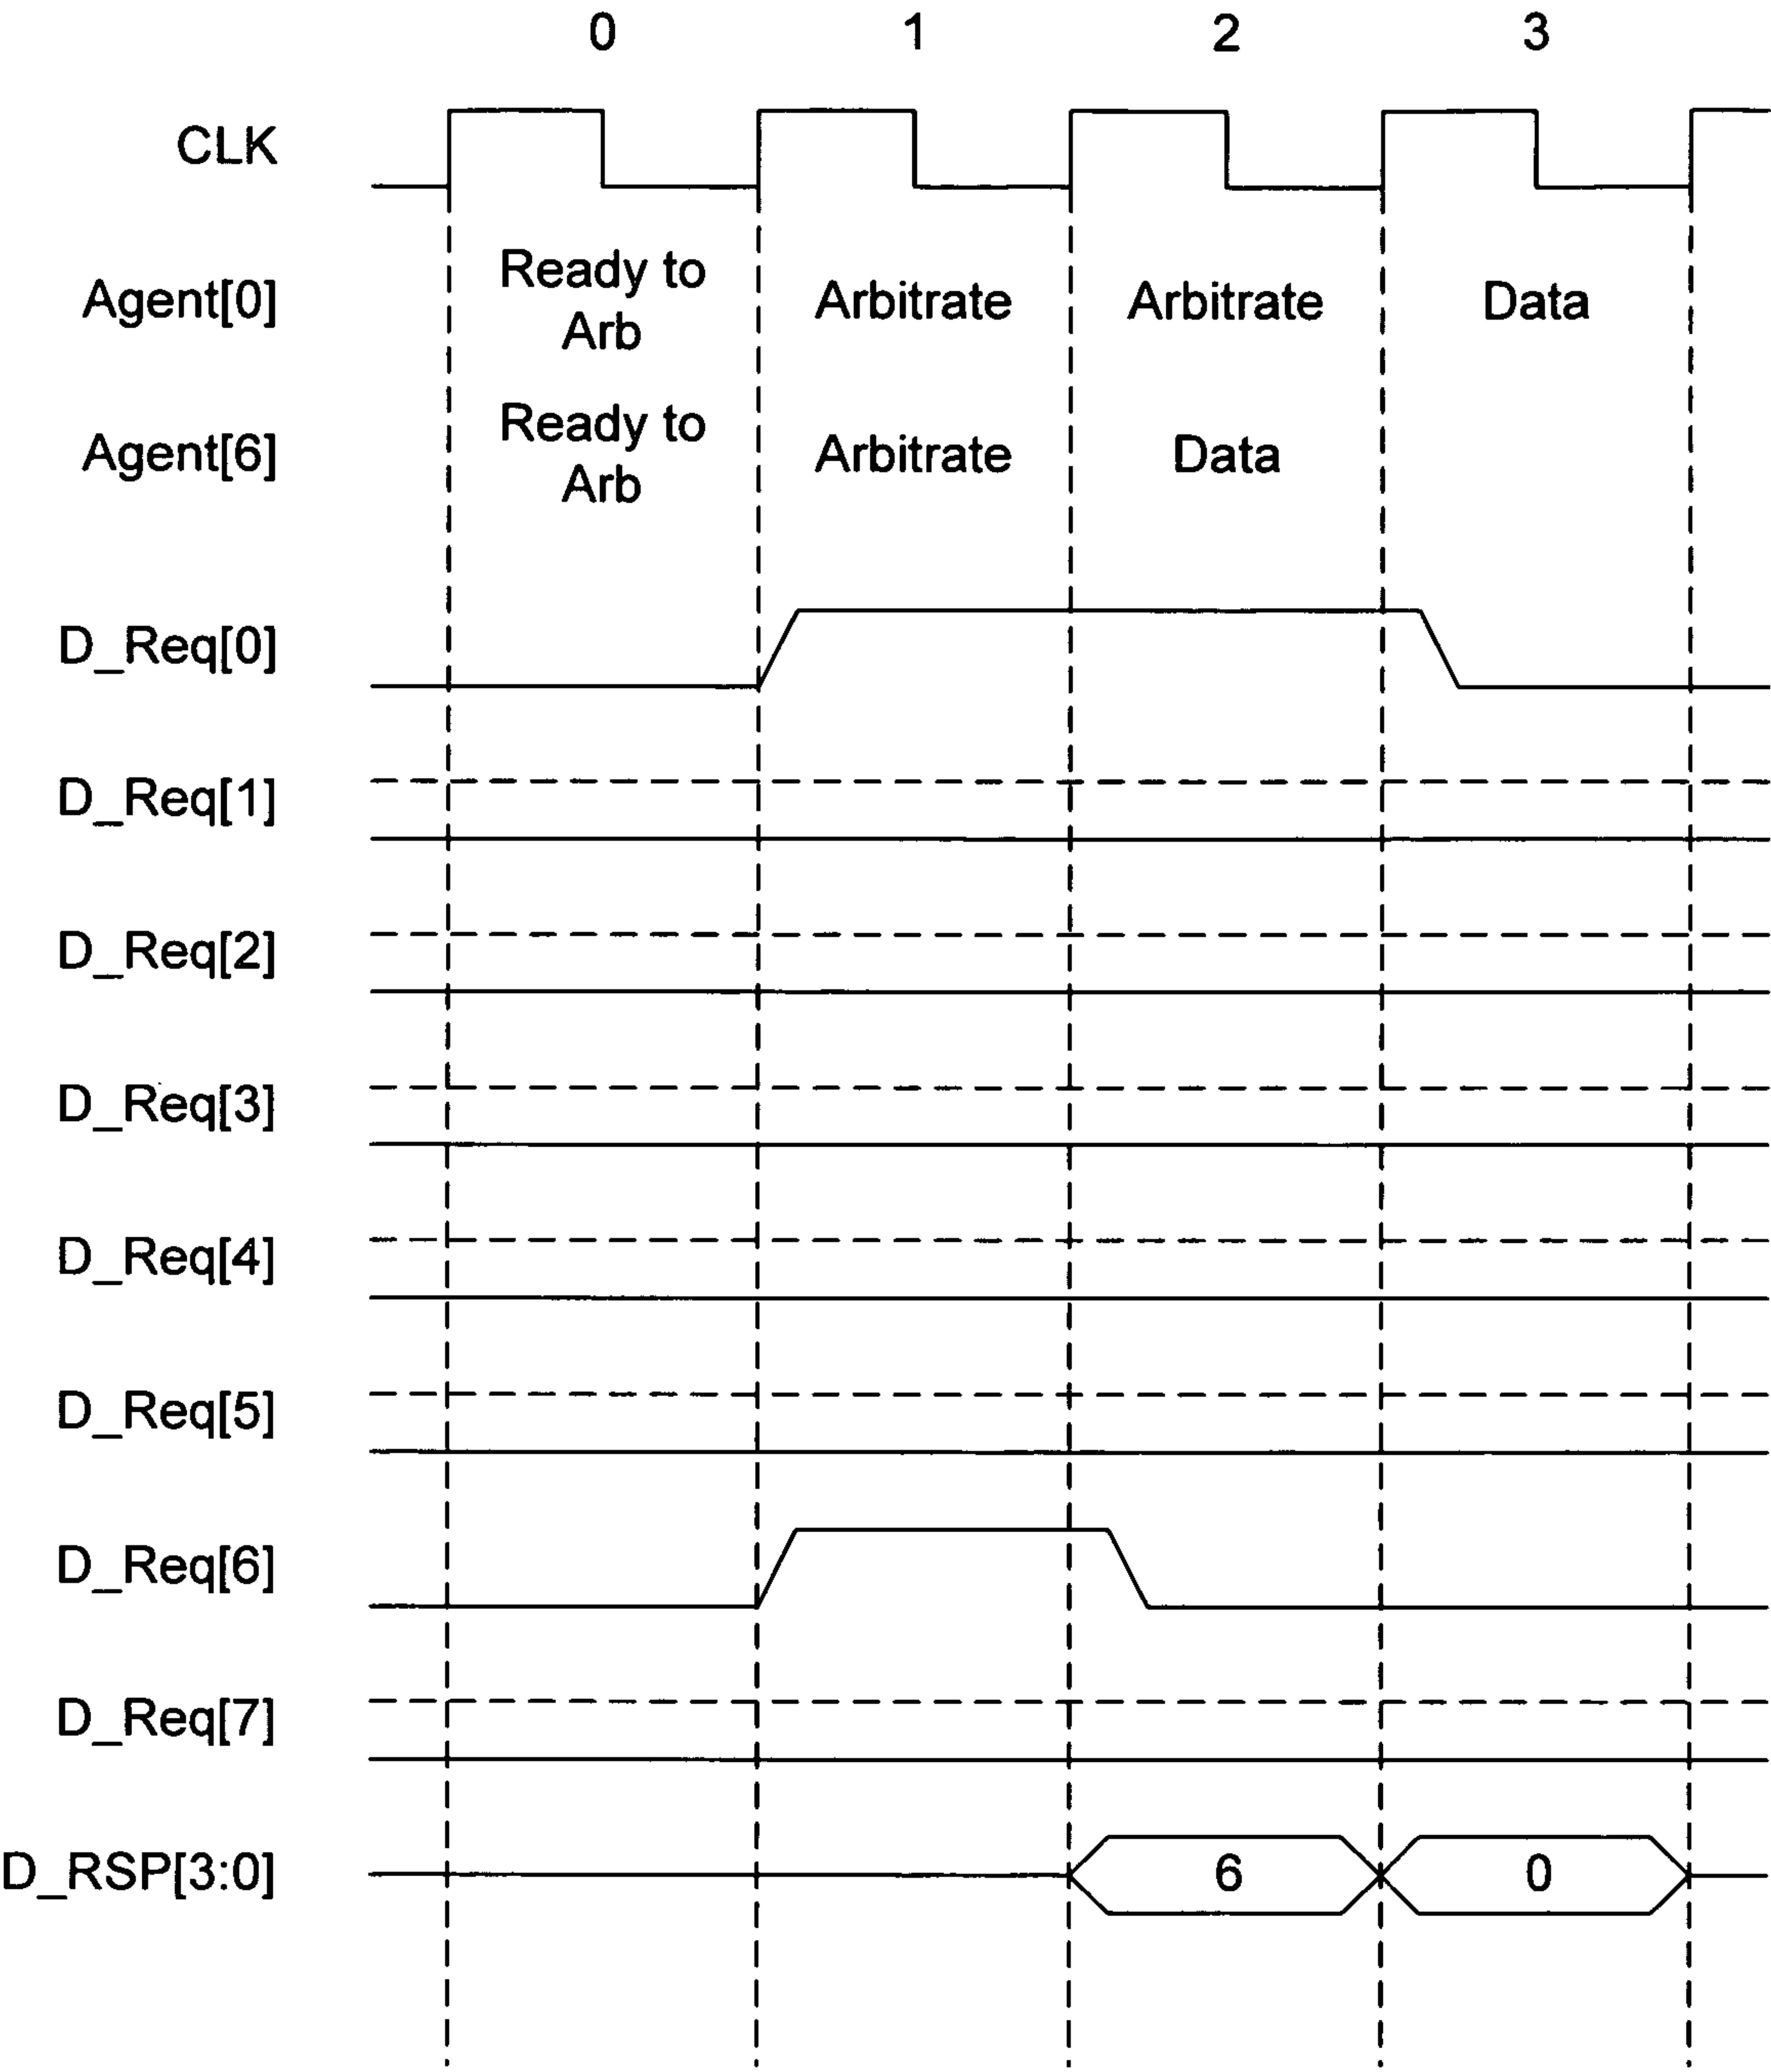 0 1 2 3
CLK
Agent[0] Ready to Arb Arbitrate Arbitrate Data
Agent[6] Ready to Arb Arbitrate Data
D_Req[0]
D_Req[1]
D_Req[2]
D_Req[3]
D_Req[4]
D_Req[5]
D_Req[6]
D_Req[7]
D_RSP[3:0] 6 0